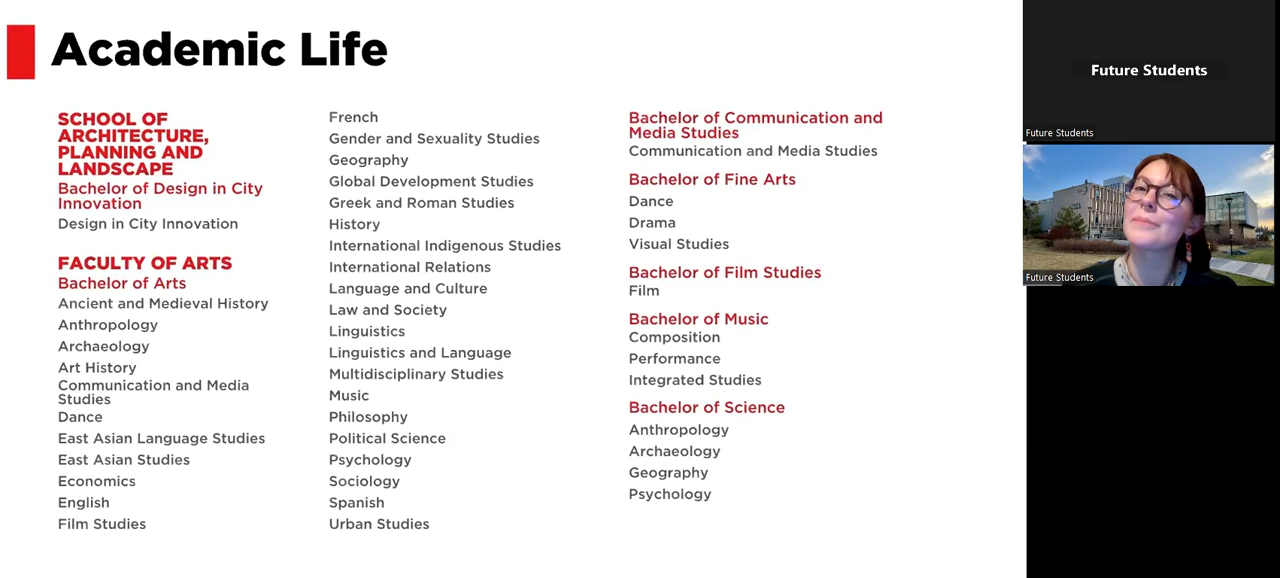 Academic Life
SCHOOL OF
ARCHITECTURE,
PLANNING AND
LANDSCAPE
Bachelor of Design in City
Innovation
Design in City Innovation
FACULTY OF ARTS
Bachelor of Arts
Ancient and Medieval History
Anthropology
Archaeology
Art History
Communication and Media
Studies
Dance
East Asian Language Studies
East Asian Studies
Economics
English
Film Studies
French
Gender and Sexuality Studies
Geography
Global Development Studies
Greek and Roman Studies
History
International Indigenous Studies
International Relations
Language and Culture
Law and Society
Linguistics
Linguistics and Language
Multidisciplinary Studies
Music
Philosophy
Political Science
Psychology
Sociology
Spanish
Urban Studies
Bachelor of Communication and
Media Studies
Communication and Media Studies
Bachelor of Fine Arts
Dance
Drama
Visual Studies
Bachelor of Film Studies
Film
Bachelor of Music
Composition
Performance
Integrated Studies
Bachelor of Science
Anthropology
Archaeology
Geography
Psychology
Future Students
Future Students
Future Students